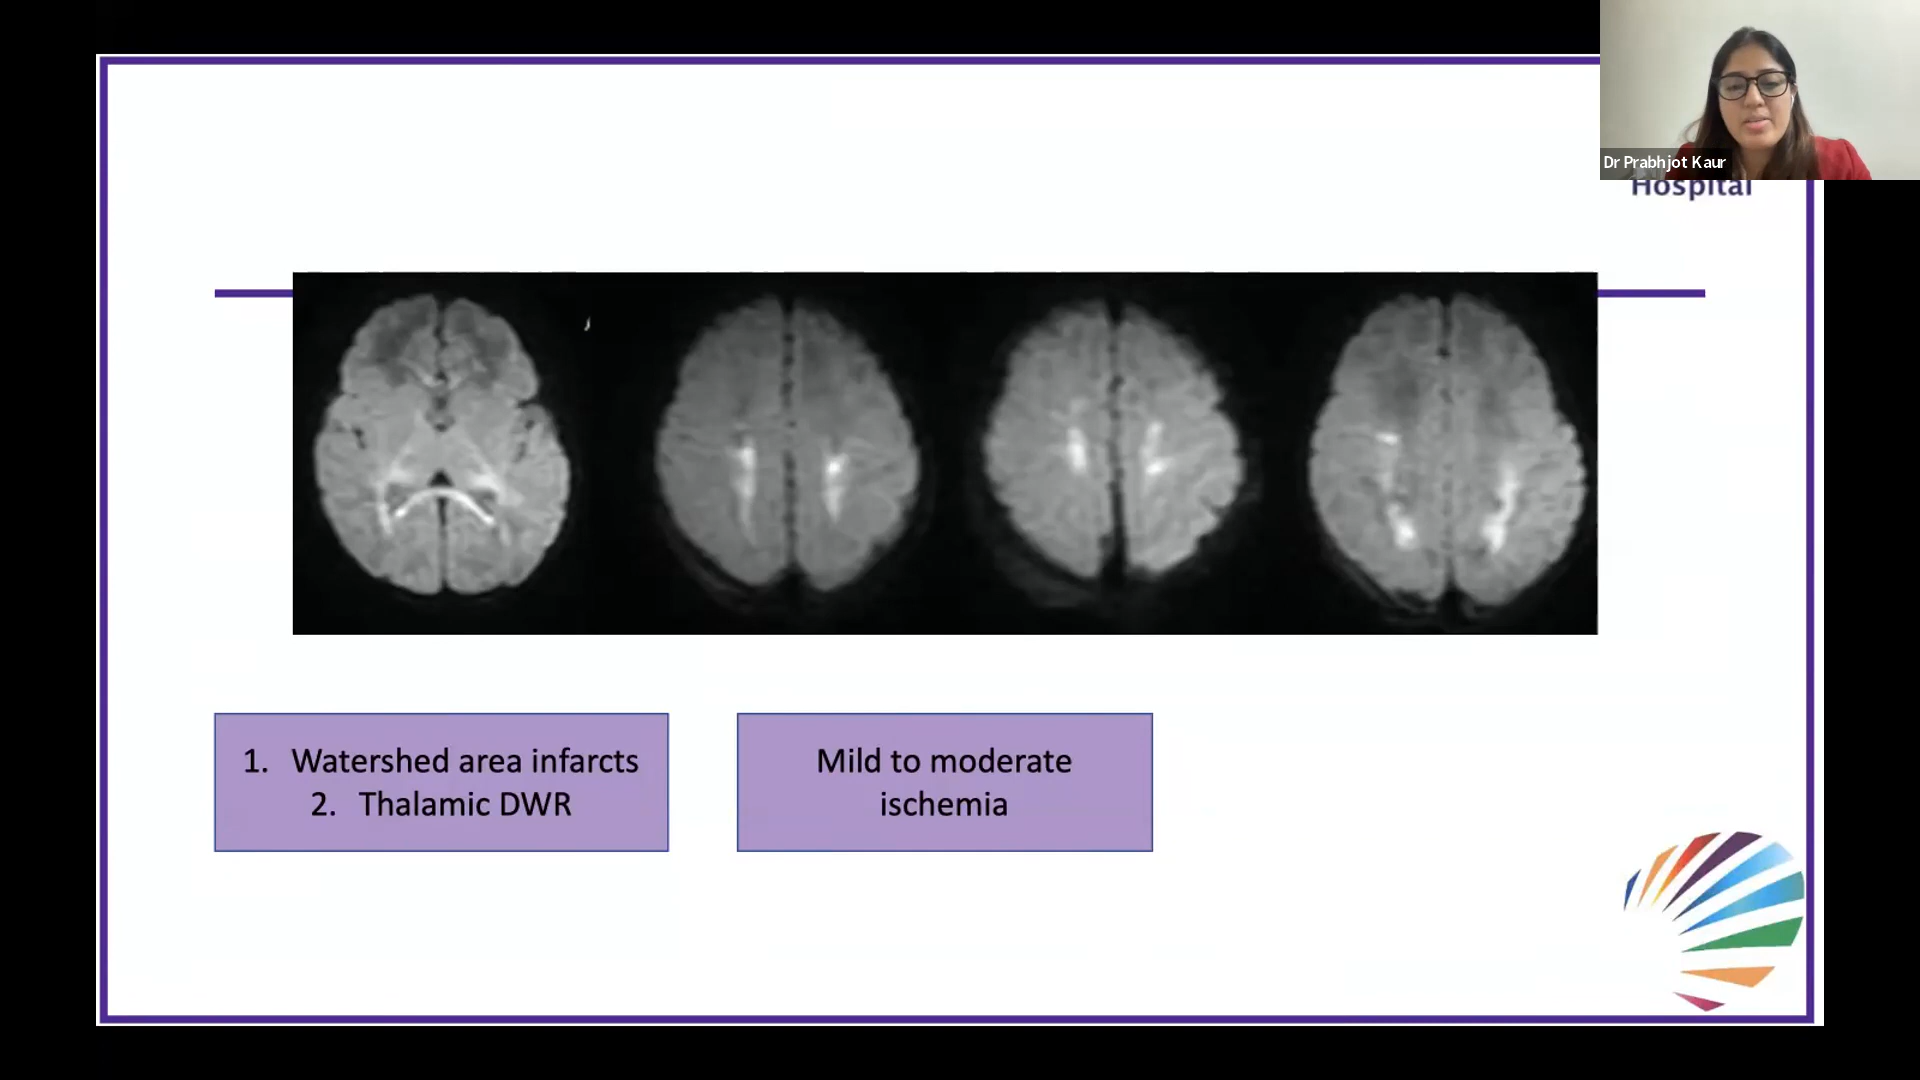 Dr Prabhjot Kaur
Hospital
1. Watershed area infarcts
2. Thalamic DWR
Mild to moderate
ischemia